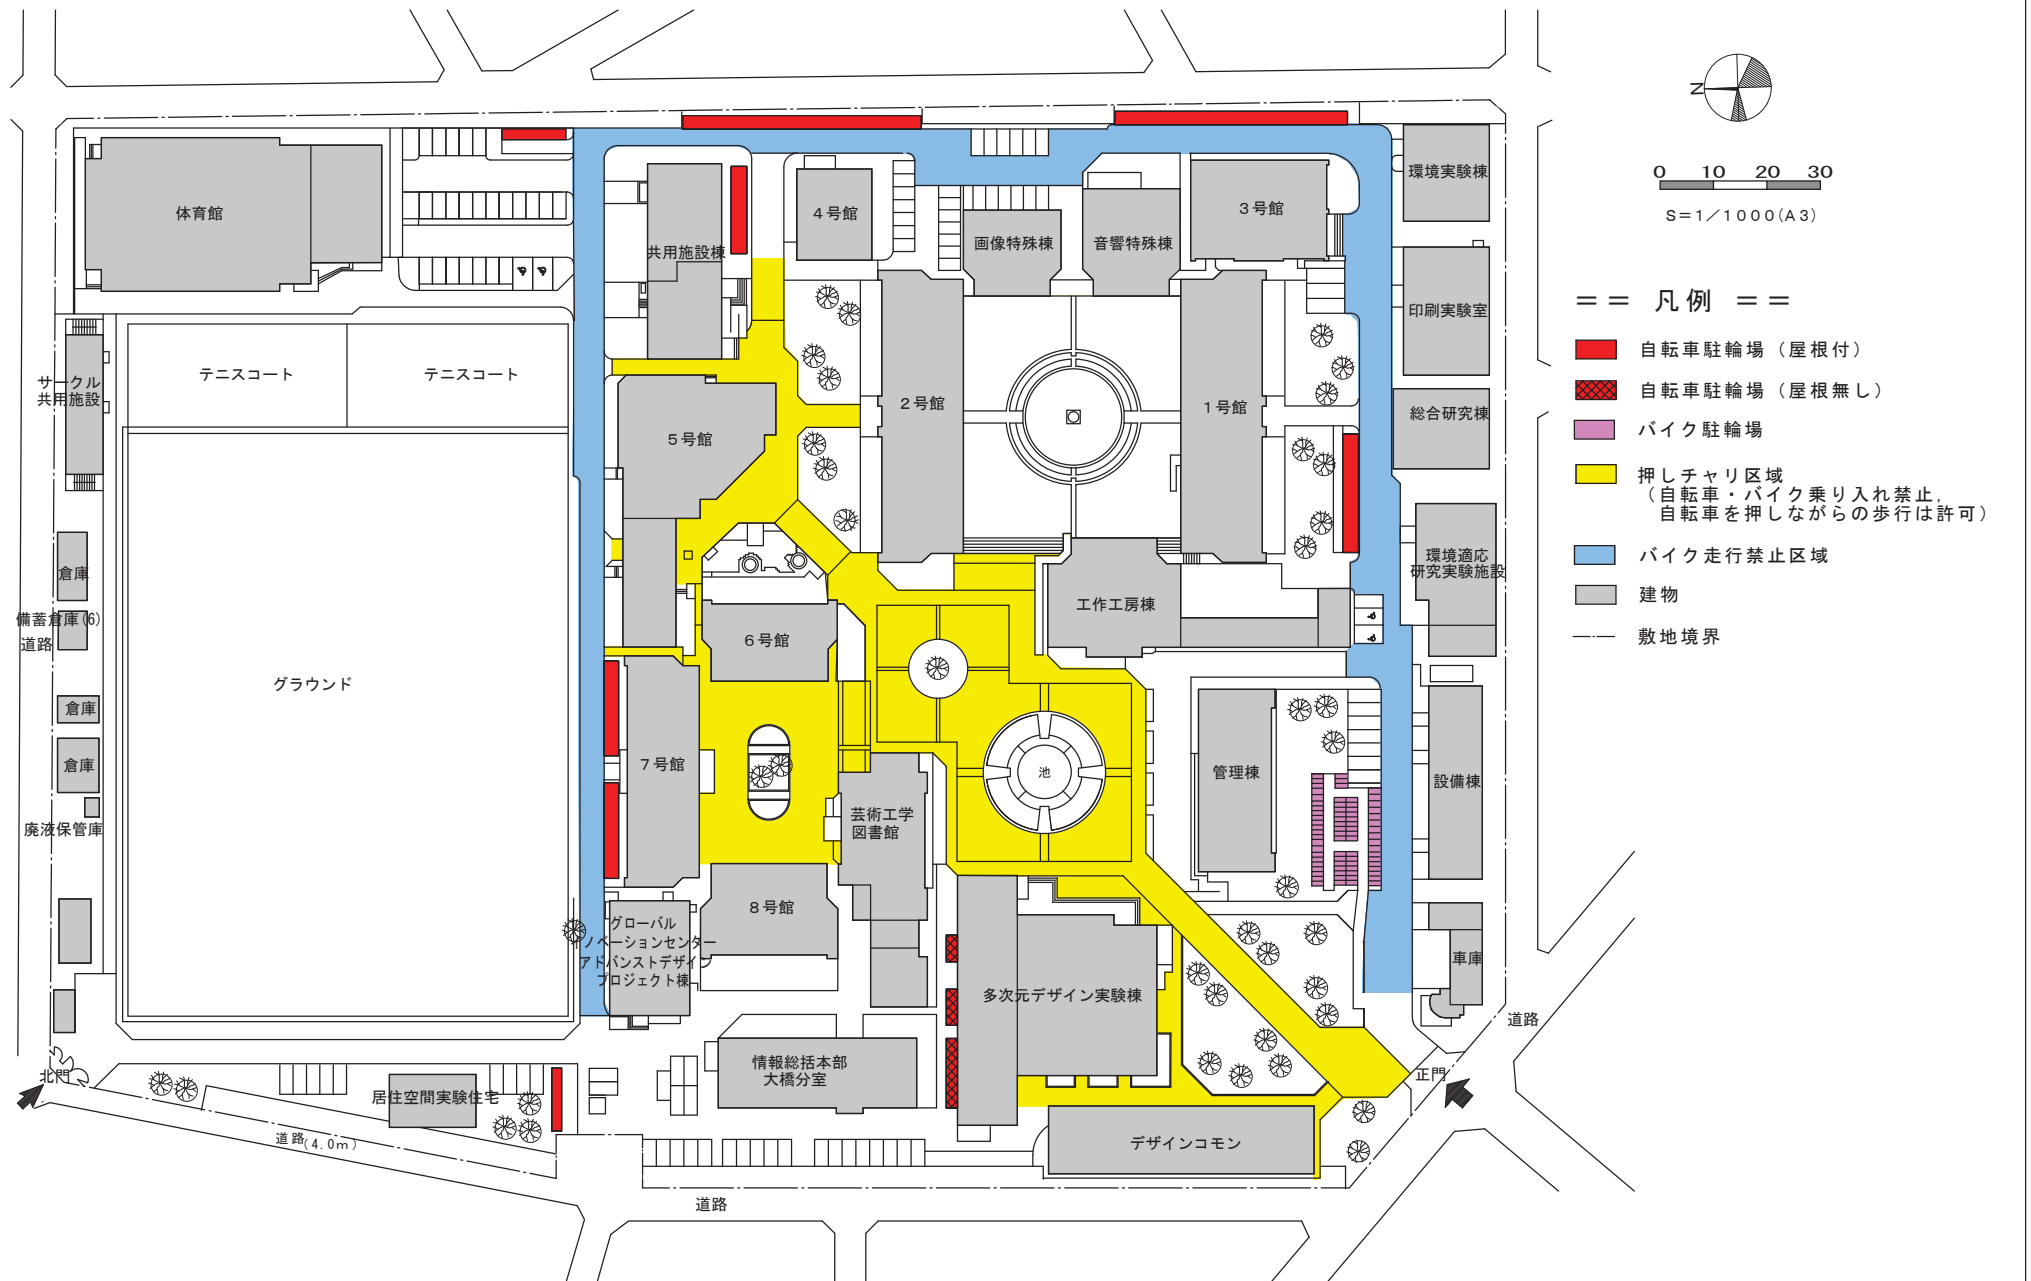 N
0 10 20 30
S=1/1000(A3)
== 凡例 ==
自転車駐輪場(屋根付)
自転車駐輪場(屋根無し)
バイク駐輪場
押しチャリ区域
(自転車・バイク乗り入れ禁止,
自転車を押しながらの歩行は許可)
バイク走行禁止区域
建物
敷地境界
体育館
共用施設棟
4号館
画像特殊棟
音響特殊棟
3号館
環境実験棟
印刷実験室
総合研究棟
環境適応
研究実験施設
テニスコート
テニスコート
サークル
共用施設
5号館
2号館
1号館
倉庫
備蓄倉庫(6)
道路
グラウンド
6号館
工作工房棟
倉庫
倉庫
廃液保管庫
7号館
池
管理棟
設備棟
芸術工学
図書館
8号館
グローバル
ノベーションセンター
アドバンストデザイン
プロジェクト棟
多次元デザイン実験棟
車庫
道路
正門
北門
情報総括本部
大橋分室
居住空間実験住宅
道路(4.0m)
デザインコモン
道路